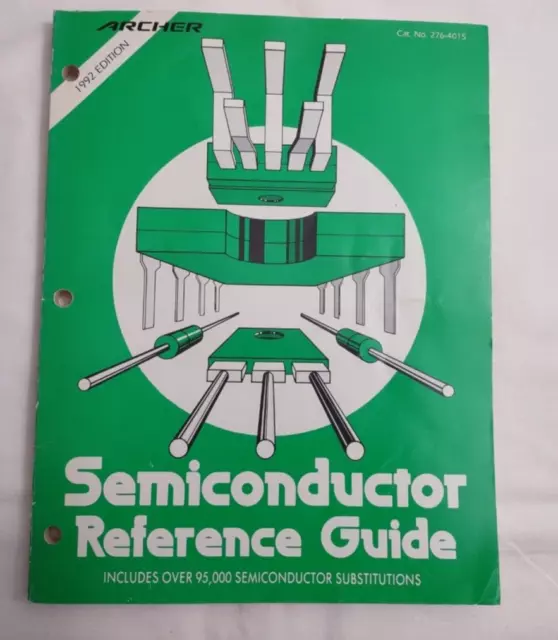 ARCHER
Cat. No. 276-4015
1992 EDITION
Semiconductor
Reference Guide
INCLUDES OVER 95,000 SEMICONDUCTOR SUBSTITUTIONS